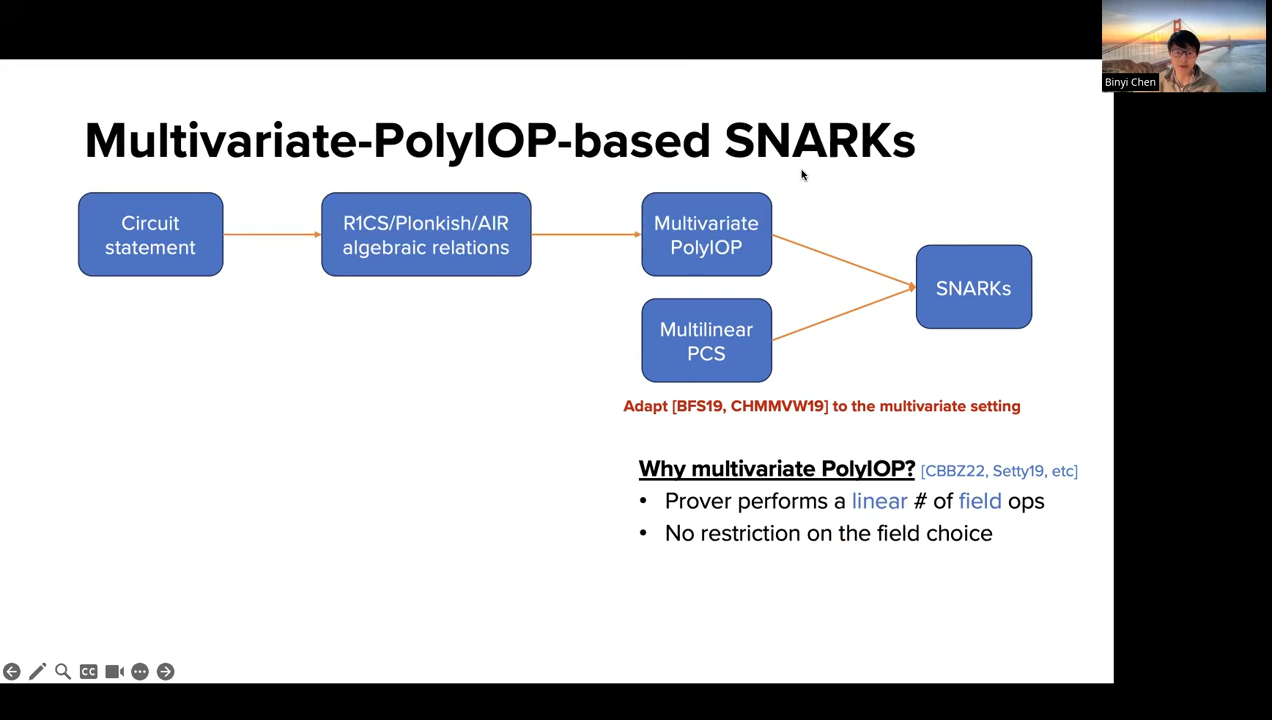 Binyi Chen
Multivariate-PolyIOP-based SNARKs
Circuit
statement
R1CS/Plonkish/AIR
algebraic relations
Multivariate
PolyIOP
SNARKs
Multilinear
PCS
Adapt [BFS19, CHMMVW19] to the multivariate setting
Why multivariate PolyIOP? [CBBZ22, Setty19, etc]
• Prover performs a linear # of field ops
• No restriction on the field choice
CC